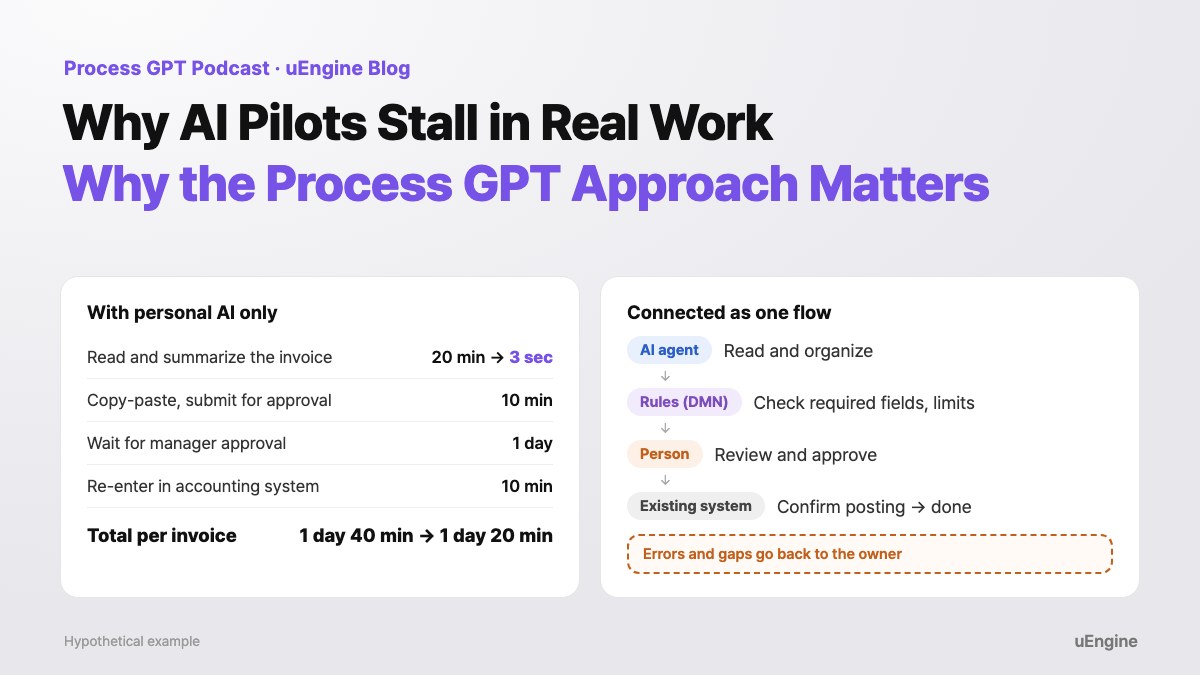 Process GPT Podcast · uEngine Blog
Why AI Pilots Stall in Real Work
Why the Process GPT Approach Matters
With personal AI only
Read and summarize the invoice 20 min → 3 sec
Copy-paste, submit for approval 10 min
Wait for manager approval 1 day
Re-enter in accounting system 10 min
Total per invoice 1 day 40 min → 1 day 20 min
Connected as one flow
AI agent Read and organize
↓
Rules (DMN) Check required fields, limits
↓
Person Review and approve
↓
Existing system Confirm posting → done
Errors and gaps go back to the owner
Hypothetical example
uEngine